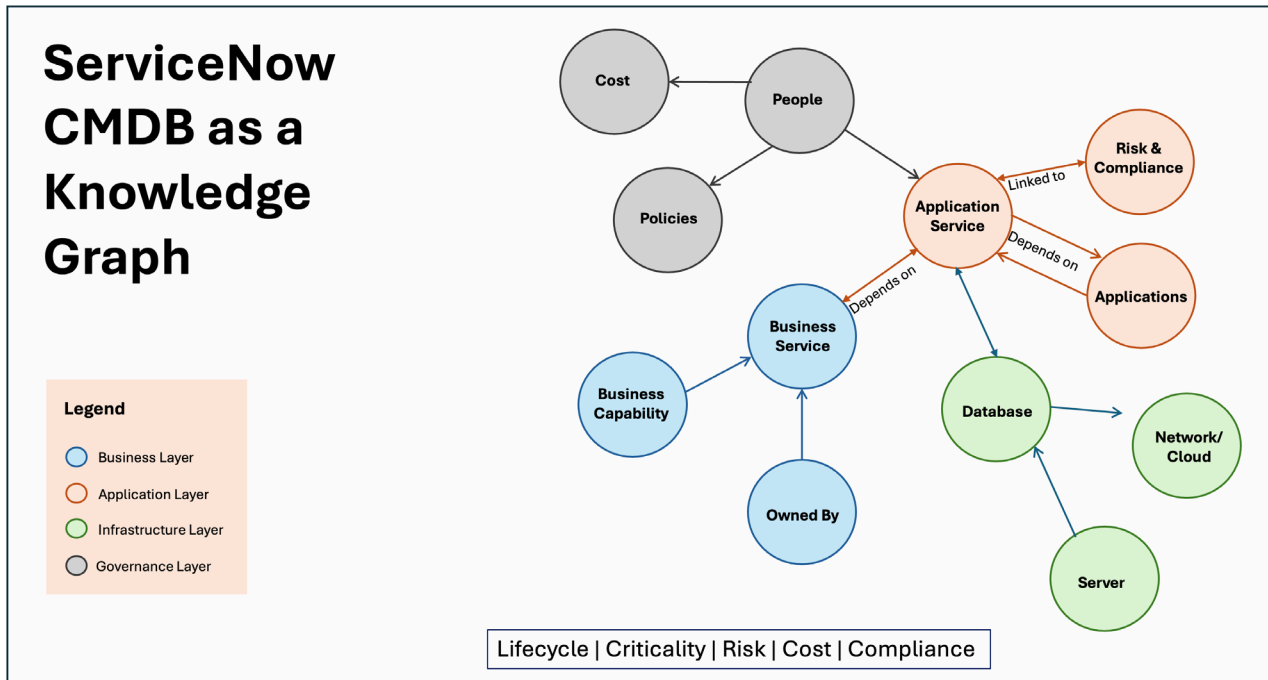 ServiceNow
CMDB as a
Knowledge
Graph
Cost
People
Policies
Risk &
Compliance
Linked to
Application
Service
Depends on
Applications
Depends on
Business
Service
Business
Capability
Owned By
Database
Network/
Cloud
Server
Legend
Business Layer
Application Layer
Infrastructure Layer
Governance Layer
Lifecycle | Criticality | Risk | Cost | Compliance